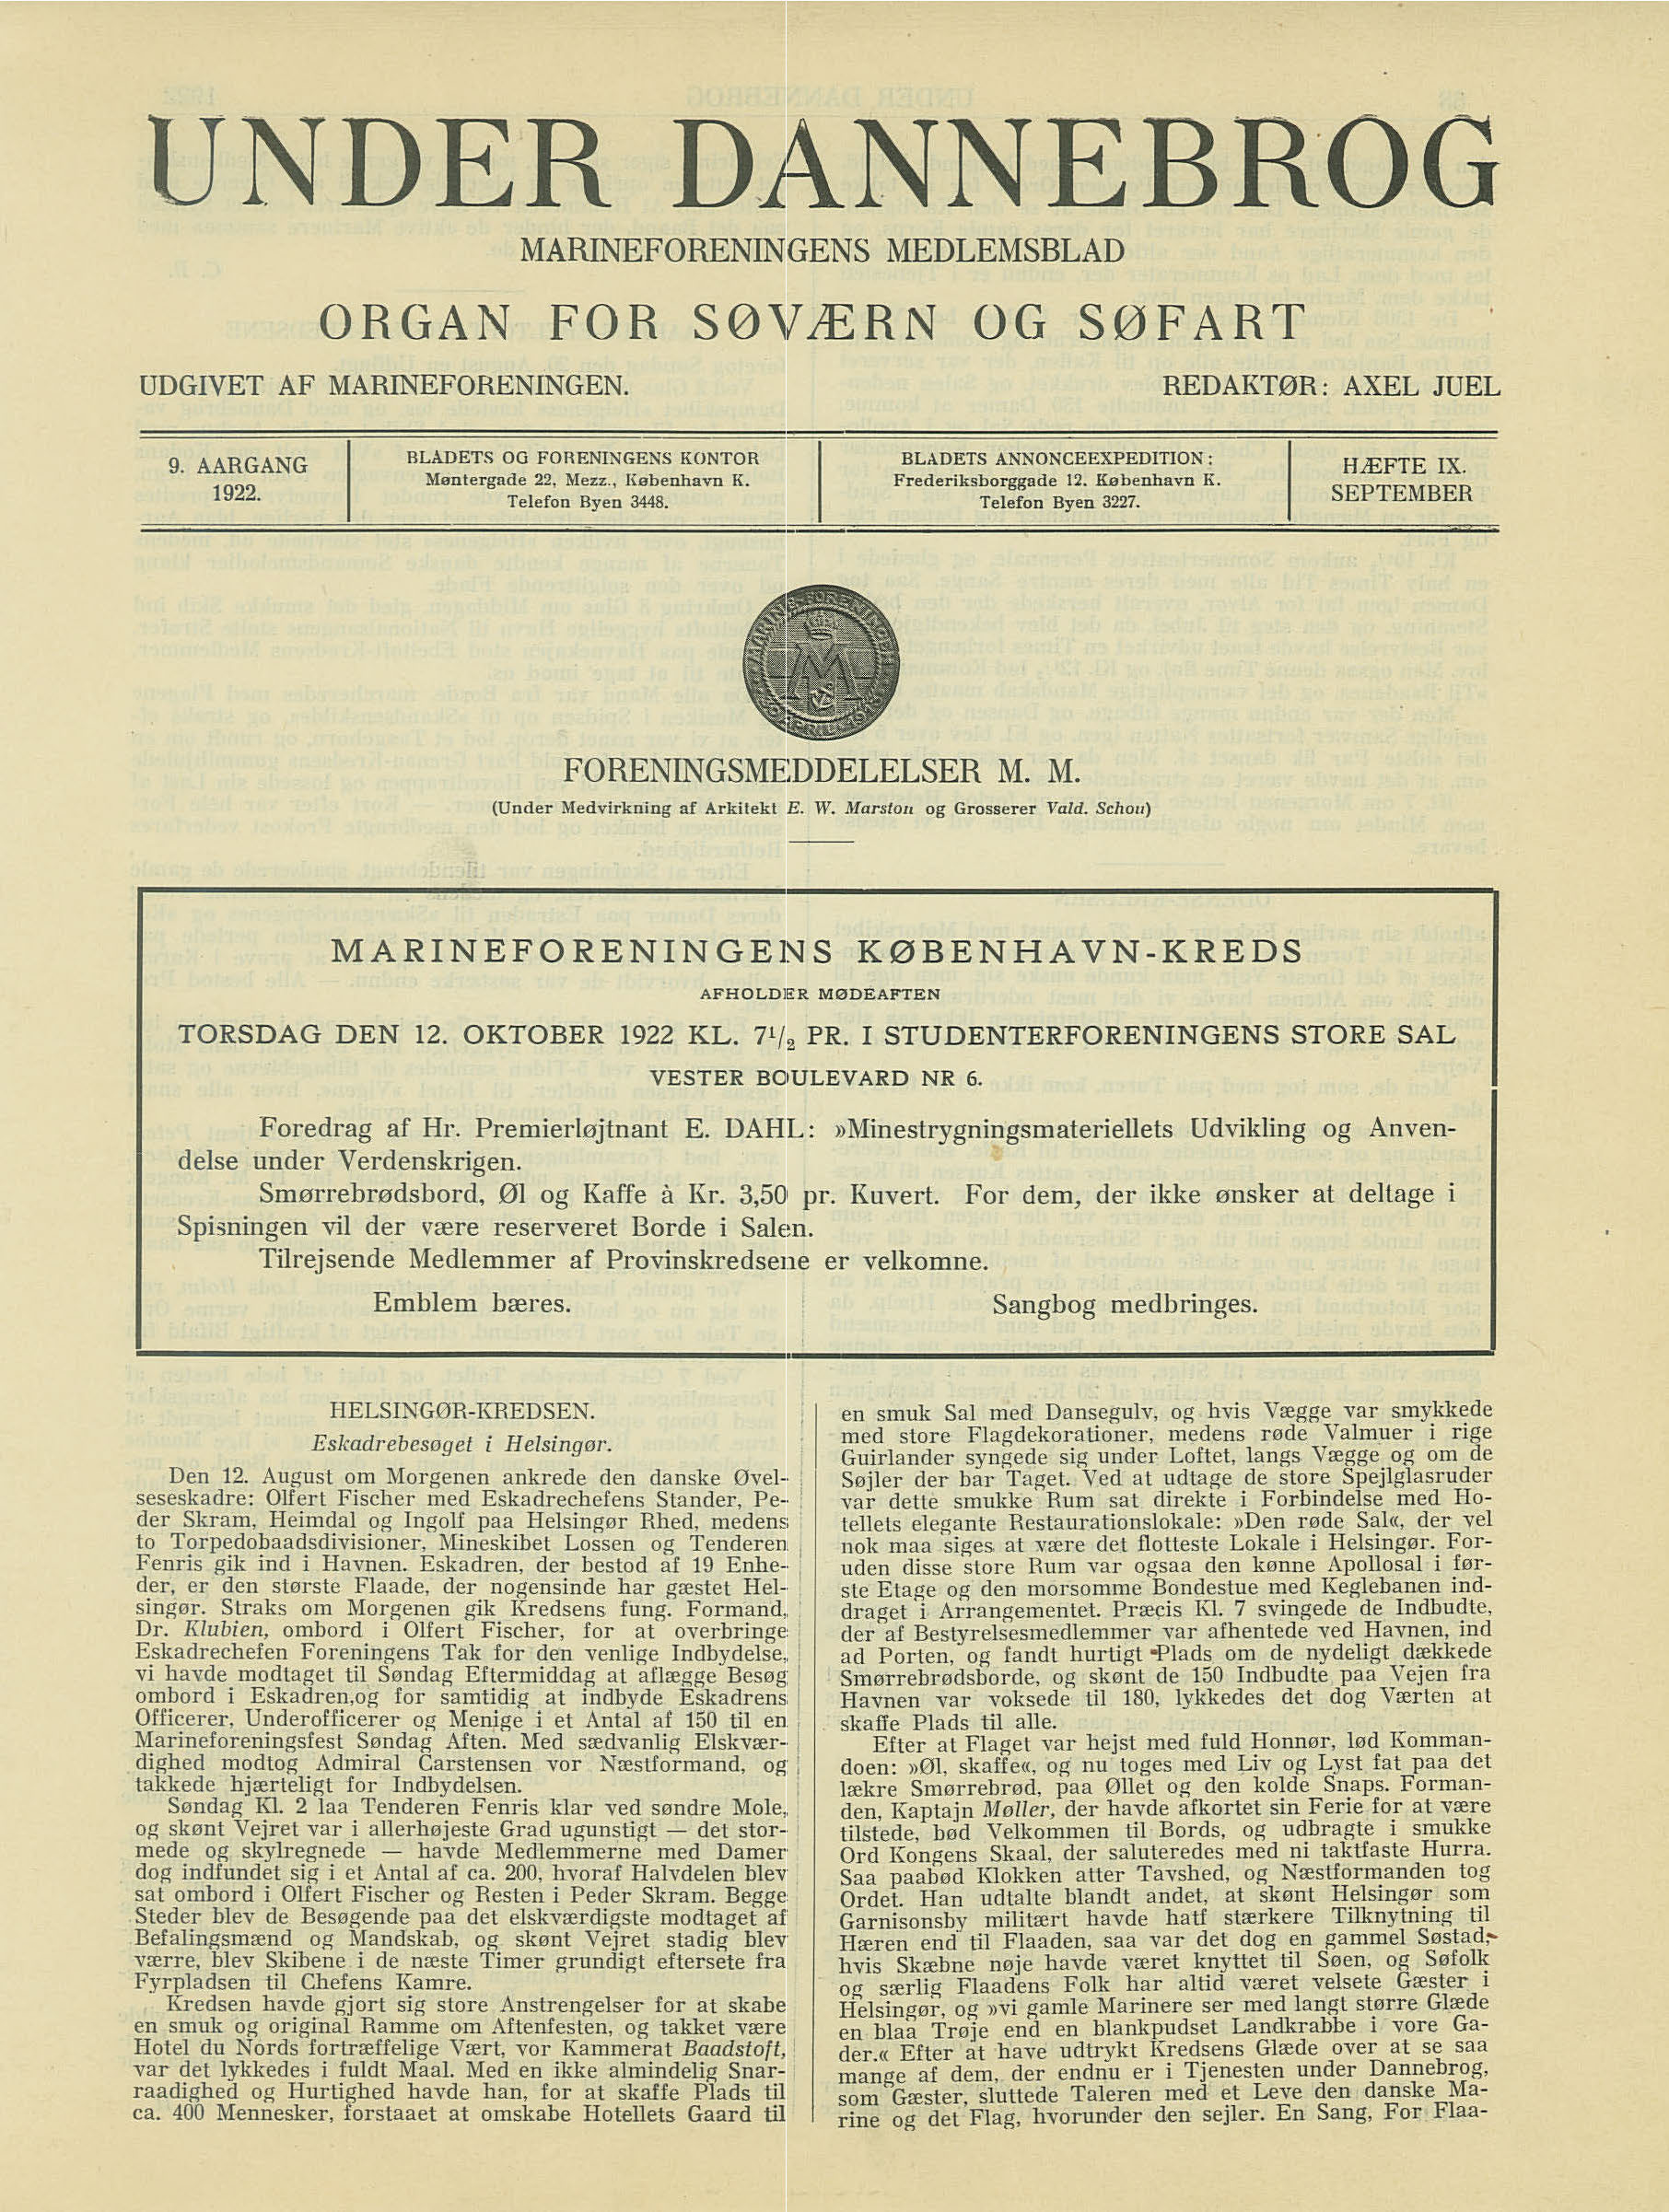 UNDER DANNEBROG
MARINEFORENINGENS MEDLEMSBLAD
ORGAN FOR SØVÆRN OG SØFART
UDGIVET AF MARINEFORENINGEN.
REDAKTØR: AXEL JUEL
9. AARGANG
1922.
BLADETS OG FORENINGENS KONTOR
Møntergade 22, Mezz., København K.
Telefon Byen 3448.
BLADETS ANNONCEEXPEDITION:
Frederiksborggade 12. København K.
Telefon Byen 3227.
HÆFTE IX.
SEPTEMBER
MARINE-FORENINGEN
M
FORENINGSMEDDELELSER M. M.
(Under Medvirkning af Arkitekt E. W. Marston og Grosserer Vald. Schou)
MARINEFORENINGENS KØBENHAVN-KREDS
AFHOLDER MØDEAFTEN
TORSDAG DEN 12. OKTOBER 1922 KL. 7½ PR. I STUDENTERFORENINGENS STORE SAL
VESTER BOULEVARD NR 6.
Foredrag af Hr. Premierløjtnant E. DAHL: »Minestrygningsmateriellets Udvikling og Anven-
delse under Verdenskrigen.
Smørrebrødsbord, Øl og Kaffe à Kr. 3,50 pr. Kuvert. For dem, der ikke ønsker at deltage i
Spisningen vil der være reserveret Borde i Salen.
Tilrejsende Medlemmer af Provinskredsene er velkomne.
Emblem bæres. Sangbog medbringes.
HELSINGØR-KREDSEN.
Eskadrebesøget i Helsingør.
Den 12. August om Morgenen ankrede den danske Øvel-
seseskadre: Olfert Fischer med Eskadrechefens Stander, Pe-
der Skram, Heimdal og Ingolf paa Helsingør Rhed, medens
to Torpedobaadsdivisioner, Mineskibet Lossen og Tenderen
Fenris gik ind i Havnen. Eskadren, der bestod af 19 Enhe-
der, er den største Flaade, der nogensinde har gæstet Hel-
singør. Straks om Morgenen gik Kredsens fung. Formand,
Dr. Klubien, ombord i Olfert Fischer, for at overbringe
Eskadrechefen Foreningens Tak for den venlige Indbydelse,
vi havde modtaget til Søndag Eftermiddag at aflægge Besøg
ombord i Eskadren,og for samtidig at indbyde Eskadrens
Officerer, Underofficerer og Menige i et Antal af 150 til en
Marineforeningsfest Søndag Aften. Med sædvanlig Elskvær-
dighed modtog Admiral Carstensen vor Næstformand, og
takkede hjærteligt for Indbydelsen.
Søndag Kl. 2 laa Tenderen Fenris klar ved søndre Mole,
og skønt Vejret var i allerhøjeste Grad ugunstigt — det stor-
mede og skylregnede — havde Medlemmerne med Damer
dog indfundet sig i et Antal af ca. 200, hvoraf Halvdelen blev
sat ombord i Olfert Fischer og Resten i Peder Skram. Begge
Steder blev de Besøgende paa det elskværdigste modtaget af
Befalingsmænd og Mandskab, og skønt Vejret stadig blev
værre, blev Skibene i de næste Timer grundigt eftersete fra
Fyrpladsen til Chefens Kamre.
Kredsen havde gjort sig store Anstrengelser for at skabe
en smuk og original Ramme om Aftenfesten, og takket være
Hotel du Nords fortræffelige Vært, vor Kammerat Baadstoft,
var det lykkedes i fuldt Maal. Med en ikke almindelig Snar-
raadighed og Hurtighed havde han, for at skaffe Plads til
ca. 400 Mennesker, forstaaet at omskabe Hotellets Gaard til
en smuk Sal med Dansegulv, og hvis Vægge var smykkede
med store Flagdekorationer, medens røde Valmuer i rige
Guirlander syngede sig under Loftet, langs Vægge og om de
Søjler der bar Taget. Ved at udtage de store Spejlglasruder
var dette smukke Rum sat direkte i Forbindelse med Ho-
tellets elegante Restaurationslokale: »Den røde Sal«, der vel
nok maa siges at være det flotteste Lokale i Helsingør. For-
uden disse store Rum var ogsaa den kønne Apollosal i før-
ste Etage og den morsomme Bondestue med Keglebanen ind-
draget i Arrangementet. Præcis Kl. 7 svingede de Indbudte,
der af Bestyrelsesmedlemmer var afhentede ved Havnen, ind
ad Porten, og fandt hurtigt Plads om de nydeligt dækkede
Smørrebrødsborde, og skønt de 150 Indbudte paa Vejen fra
Havnen var voksede til 180, lykkedes det dog Værten at
skaffe Plads til alle.
Efter at Flaget var hejst med fuld Honnør, lød Komman-
doen: »Øl, skaffe«, og nu toges med Liv og Lyst fat paa det
lækre Smørrebrød, paa Øllet og den kolde Snaps. Forman-
den, Kaptajn Møller, der havde afkortet sin Ferie for at være
tilstede, bød Velkommen til Bords, og udbragte i smukke
Ord Kongens Skaal, der saluteredes med ni taktfaste Hurra.
Saa paabød Klokken atter Tavshed, og Næstformanden tog
Ordet. Han udtalte blandt andet, at skønt Helsingør som
Garnisonsby militært havde hatf stærkere Tilknytning til
Hæren end til Flaaden, saa var det dog en gammel Søstad,
hvis Skæbne nøje havde været knyttet til Søen, og Søfolk
og særlig Flaadens Folk har altid været velsete Gæster i
Helsingør, og »vi gamle Marinere ser med langt større Glæde
en blaa Trøje end en blankpudset Landkrabbe i vore Ga-
der.« Efter at have udtrykt Kredsens Glæde over at se saa
mange af dem, der endnu er i Tjenesten under Dannebrog,
som Gæster, sluttede Taleren med et Leve den danske Ma-
rine og det Flag, hvorunder den sejler. En Sang, For Flaa-